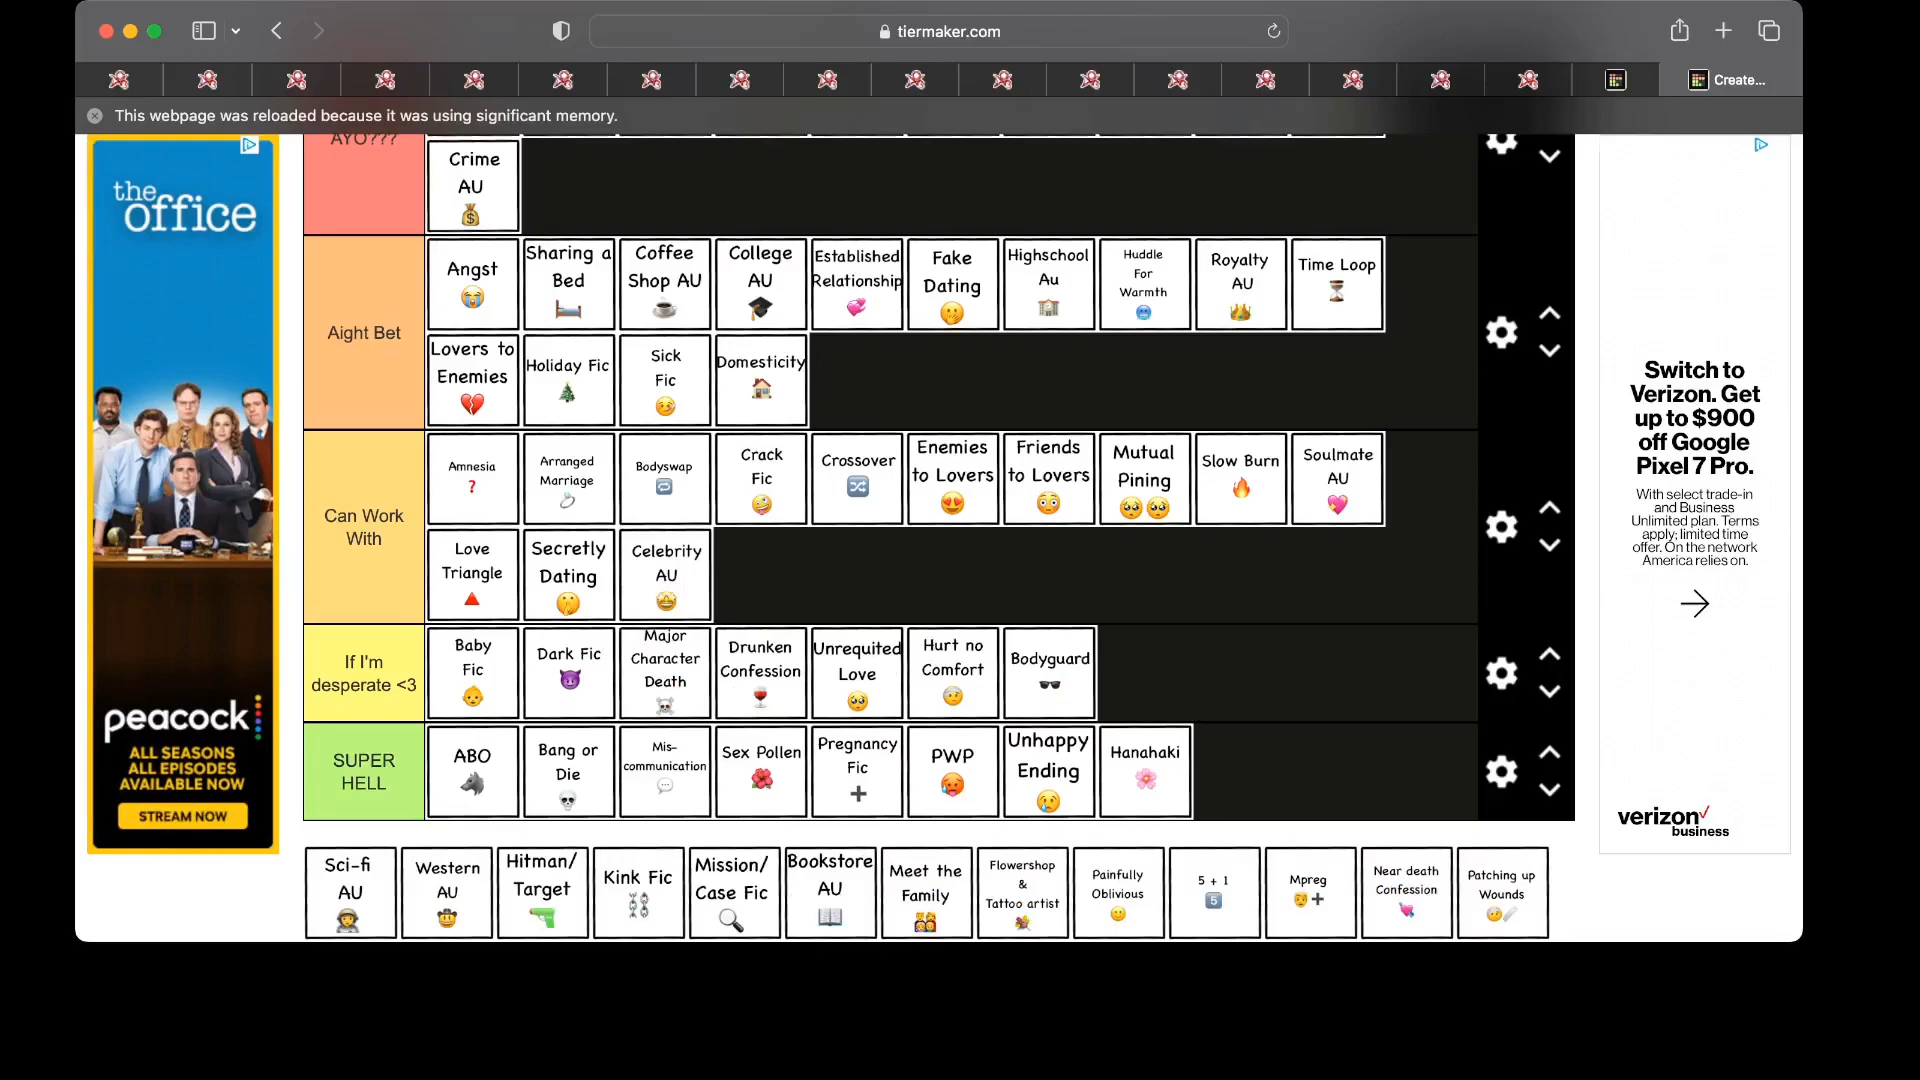 tiermaker.com
Create...
This webpage was reloaded because it was using significant memory.
the
office
peacock
ALL SEASONS
ALL EPISODES
AVAILABLE NOW
STREAM NOW
AYO???
Crime
AU
Aight Bet
Angst
Sharing a
Bed
Coffee
Shop AU
College
AU
Established
Relationship
Fake
Dating
Highschool
Au
Huddle
For
Warmth
Royalty
AU
Time Loop
Lovers to
Enemies
Holiday Fic
Sick
Fic
Domesticity
Can Work
With
Amnesia
Arranged
Marriage
Bodyswap
Crack
Fic
Crossover
Enemies
to Lovers
Friends
to Lovers
Mutual
Pining
Slow Burn
Soulmate
AU
Love
Triangle
Secretly
Dating
Celebrity
AU
If I'm
desperate <3
Baby
Fic
Dark Fic
Major
Character
Death
Drunken
Confession
Unrequited
Love
Hurt no
Comfort
Bodyguard
SUPER
HELL
ABO
Bang or
Die
Mis-
communication
Sex Pollen
Pregnancy
Fic
PWP
Unhappy
Ending
Hanahaki
Sci-fi
AU
Western
AU
Hitman/
Target
Kink Fic
Mission/
Case Fic
Bookstore
AU
Meet the
Family
Flowershop
&
Tattoo artist
Painfully
Oblivious
5 + 1
Mpreg
Near death
Confession
Patching up
Wounds
Switch to
Verizon. Get
up to $900
off Google
Pixel 7 Pro.
With select trade-in
and Business
Unlimited plan. Terms
apply; limited time
offer. On the network
America relies on.
verizon
business